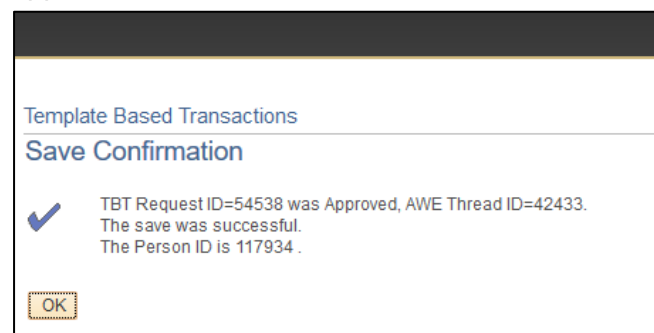 Template Based Transactions
Save Confirmation
TBT Request ID=54538 was Approved, AWE Thread ID=42433.
The save was successful.
The Person ID is 117934 .
OK